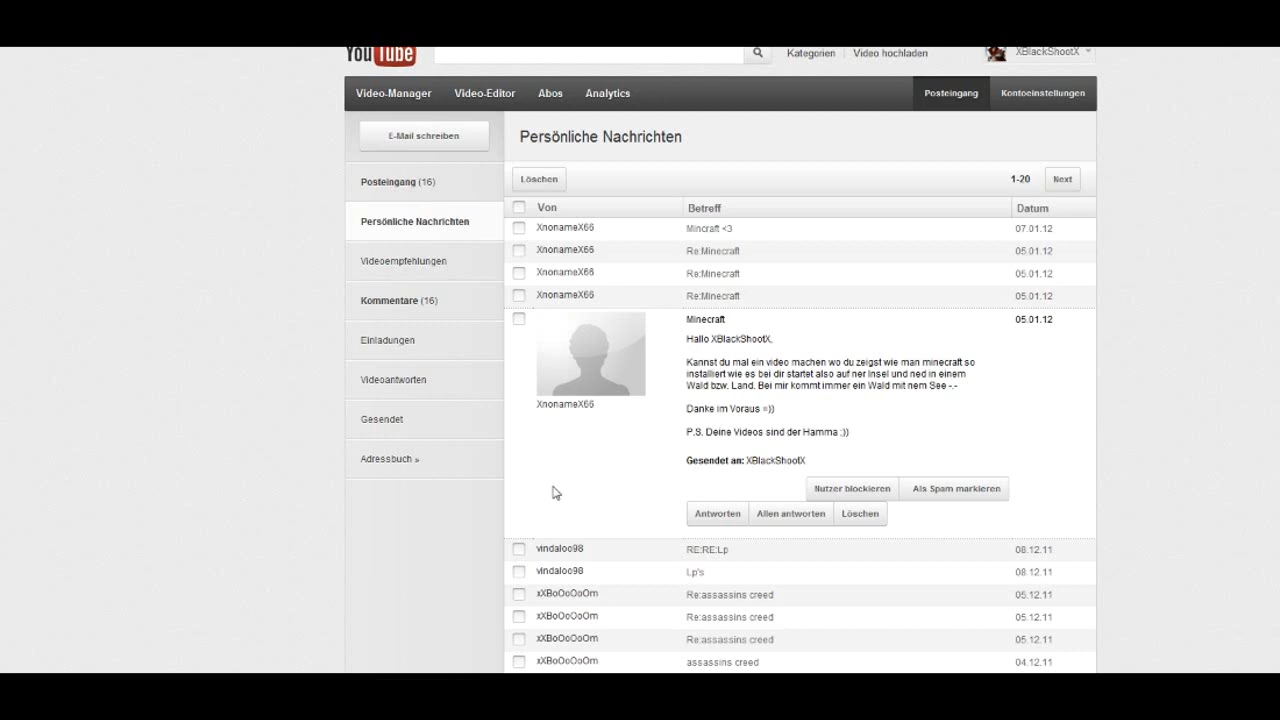 YouTube
Kategorien Video hochladen XBlackShootX
Video-Manager Video-Editor Abos Analytics Posteingang Kontoeinstellungen
E-Mail schreiben
Persönliche Nachrichten
Posteingang (16)
Persönliche Nachrichten
Videoempfehlungen
Kommentare (16)
Einladungen
Videoantworten
Gesendet
Adressbuch »
Löschen 1-20 Next
Von Betreff Datum
XnonameX66 Mincraft <3 07.01.12
XnonameX66 Re:Minecraft 05.01.12
XnonameX66 Re:Minecraft 05.01.12
XnonameX66 Re:Minecraft 05.01.12
Minecraft 05.01.12
XnonameX66
Hallo XBlackShootX,
Kannst du mal ein video machen wo du zeigst wie man minecraft so
installiert wie es bei dir startet also auf ner Insel und ned in einem
Wald bzw. Land. Bei mir kommt immer ein Wald mit nem See -.-
Danke im Voraus =))
P.S. Deine Videos sind der Hamma ;))
Gesendet an: XBlackShootX
Nutzer blockieren Als Spam markieren
Antworten Allen antworten Löschen
vindaloo98 RE:RE:Lp 08.12.11
vindaloo98 Lp's 08.12.11
xXBoOoOoOm Re:assassins creed 05.12.11
xXBoOoOoOm Re:assassins creed 05.12.11
xXBoOoOoOm Re:assassins creed 05.12.11
xXBoOoOoOm assassins creed 04.12.11